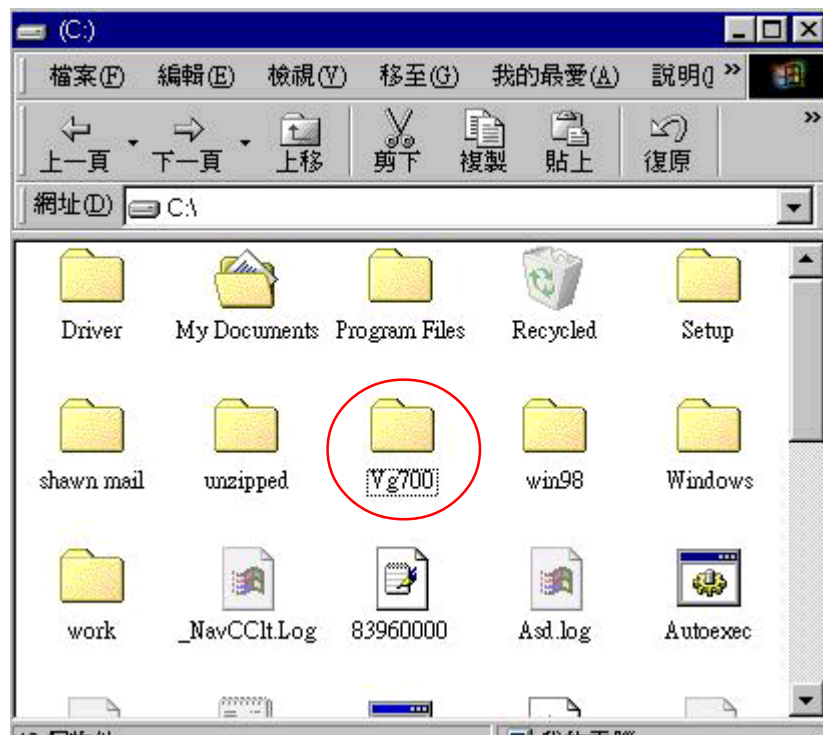 (C:)
檔案(F) 編輯(E) 檢視(V) 移至(G) 我的最愛(A) 說明( »
上一頁 下一頁 上移 剪下 複製 貼上 復原 »
網址(D) C:\
Driver My Documents Program Files Recycled Setup
shawn mail unzipped Vg700 win98 Windows
work _NavCClt.Log 83960000 Asd.log Autoexec